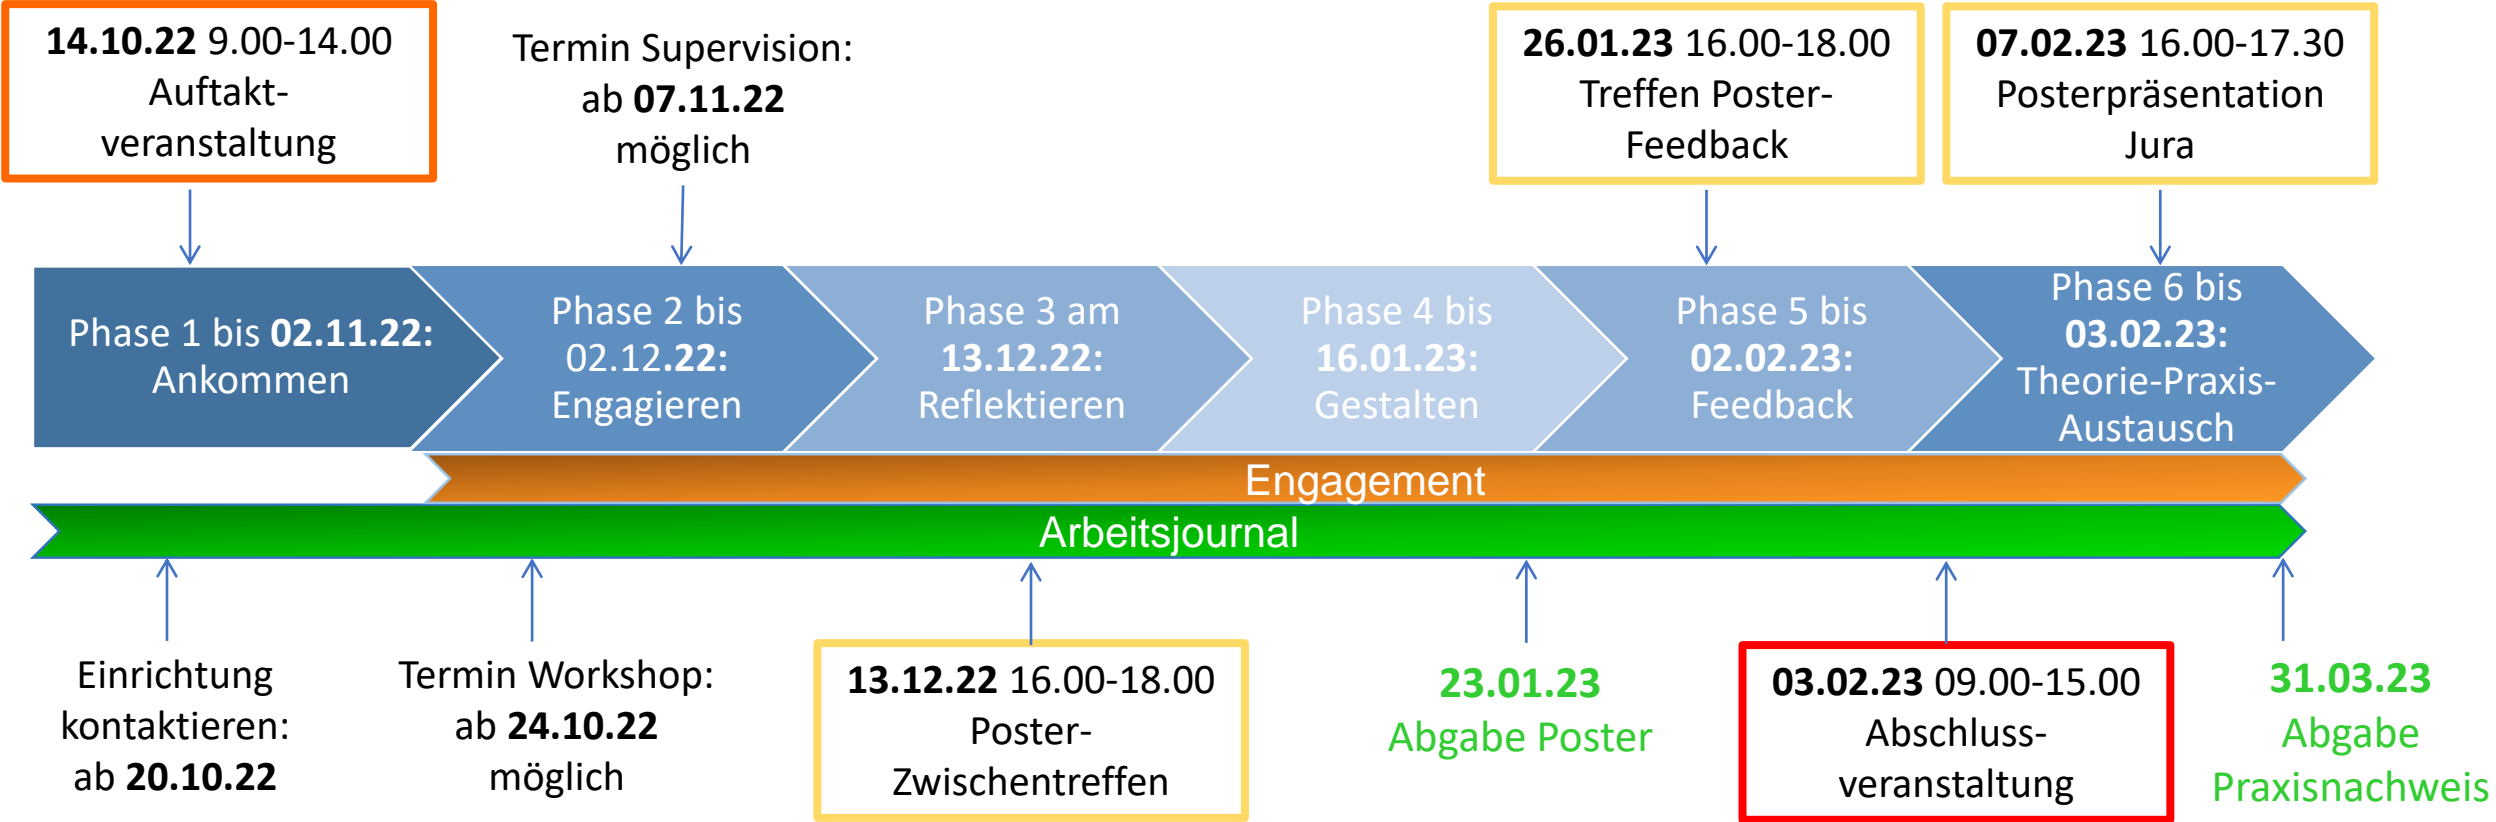 14.10.22 9.00-14.00
Auftakt-
veranstaltung
Termin Supervision:
ab 07.11.22
möglich
26.01.23 16.00-18.00
Treffen Poster-
Feedback
07.02.23 16.00-17.30
Posterpräsentation
Jura
Phase 1 bis 02.11.22:
Ankommen
Phase 2 bis
02.12.22:
Engagieren
Phase 3 am
13.12.22:
Reflektieren
Phase 4 bis
16.01.23:
Gestalten
Phase 5 bis
02.02.23:
Feedback
Phase 6 bis
03.02.23:
Theorie-Praxis-
Austausch
Engagement
Arbeitsjournal
Einrichtung
kontaktieren:
ab 20.10.22
Termin Workshop:
ab 24.10.22
möglich
13.12.22 16.00-18.00
Poster-
Zwischentreffen
23.01.23
Abgabe Poster
03.02.23 09.00-15.00
Abschluss-
veranstaltung
31.03.23
Abgabe
Praxisnachweis